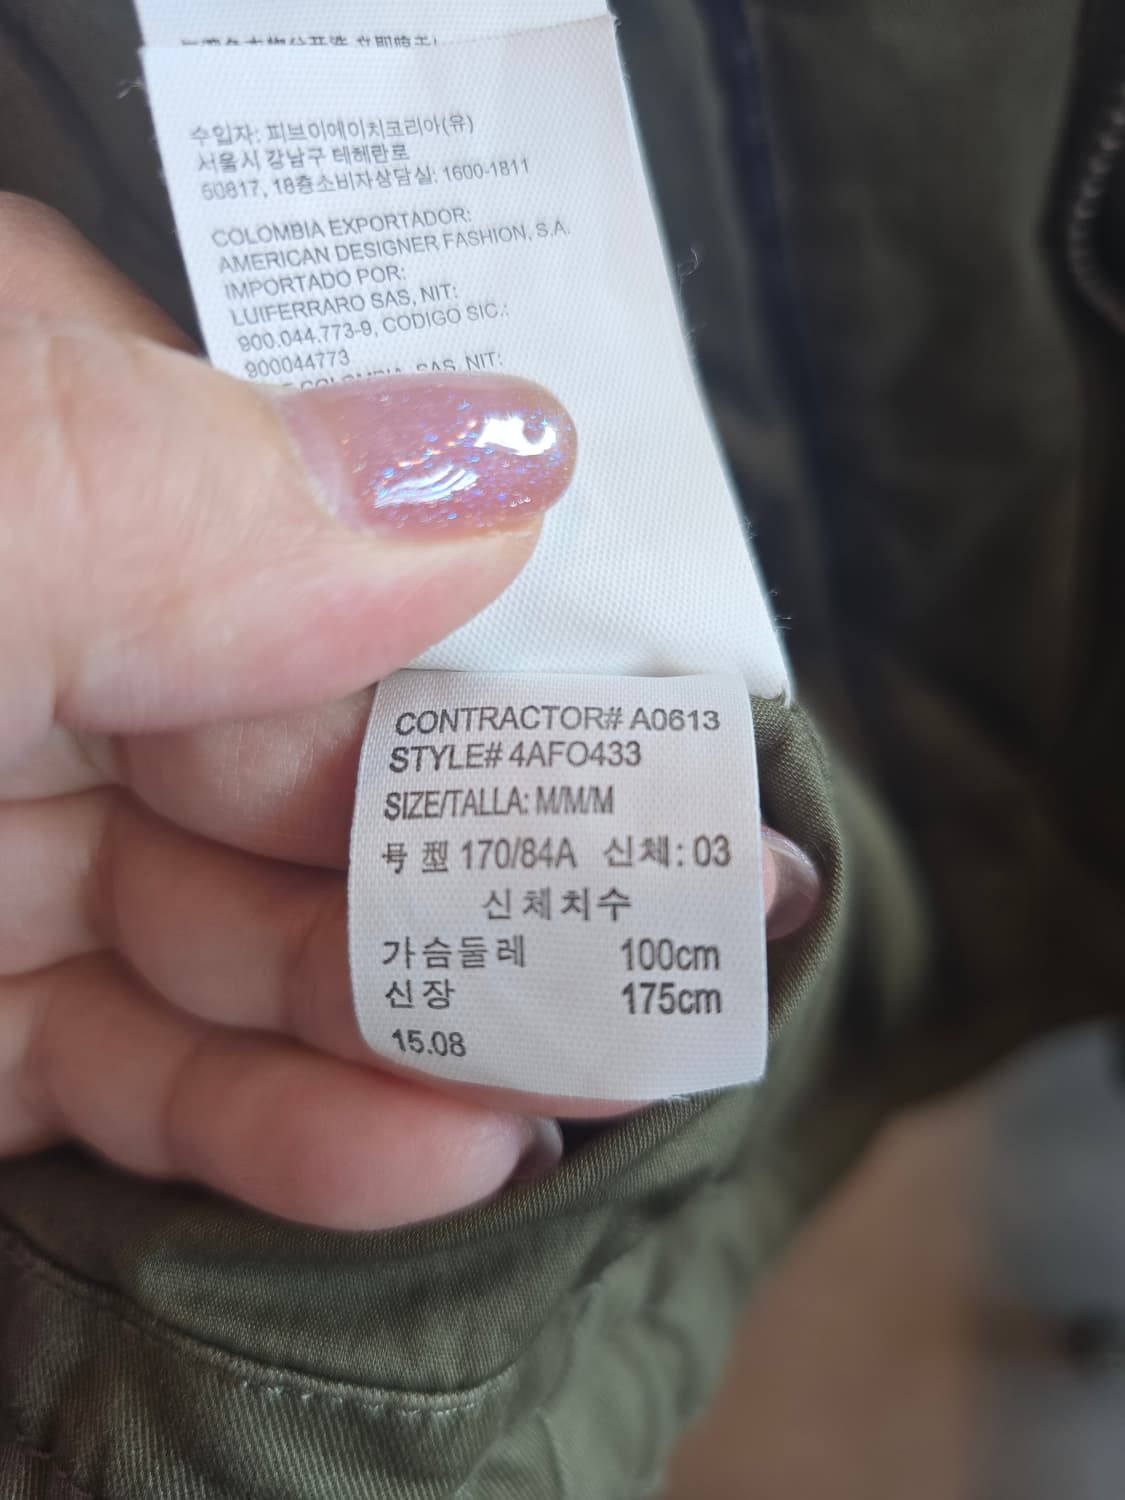 수입자: 피브이에이치코리아(유)
서울시 강남구 테헤란로
50817, 18층소비자상담실: 1600-1811
COLOMBIA EXPORTADOR:
AMERICAN DESIGNER FASHION, S.A.
IMPORTADO POR:
LUIFERRARO SAS, NIT:
900.044.773-9, CODIGO SIC.:
900044773
COLOMBIA, SAS, NIT:
CONTRACTOR# A0613
STYLE# 4AFO433
SIZE/TALLA: M/M/M
号 型 170/84A 신체: 03
신체치수
가슴둘레 100cm
신장 175cm
15.08